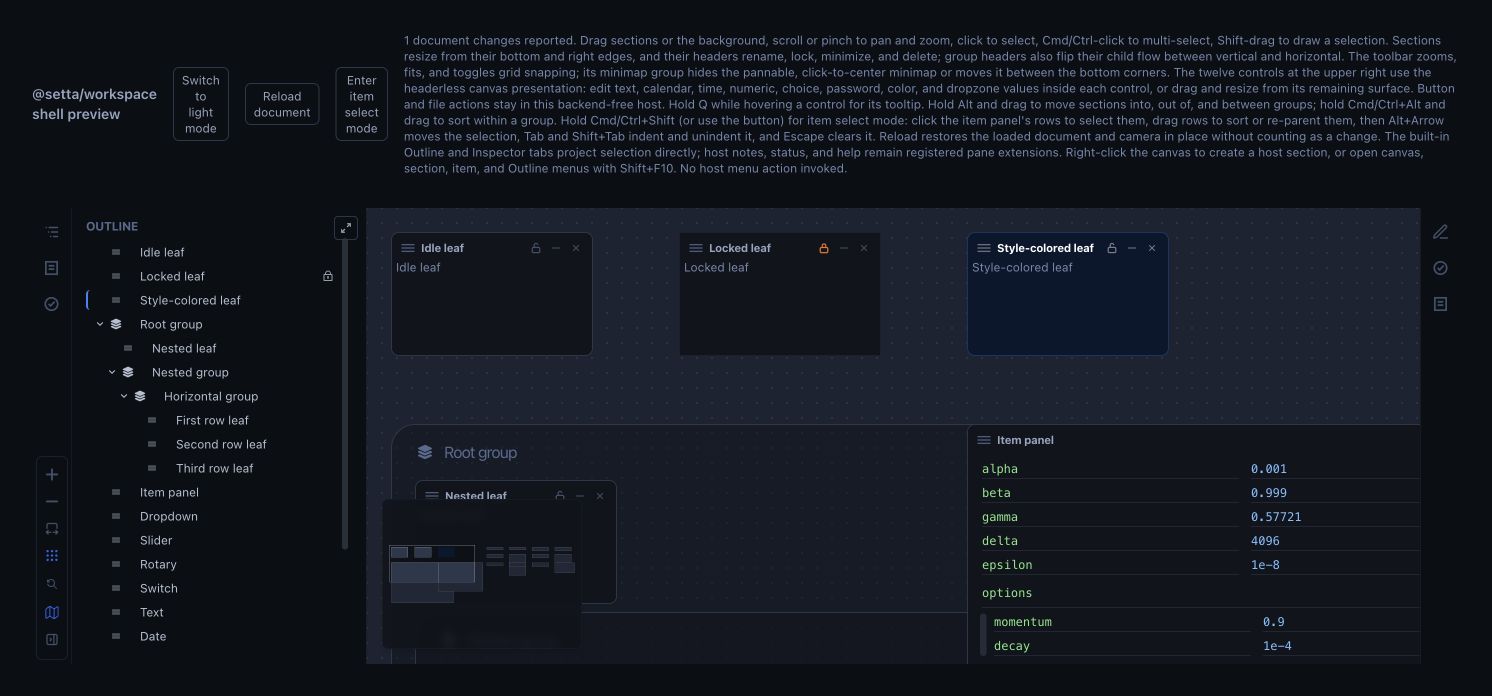 @setta/workspace
shell preview
Switch
to
light
mode
Reload
document
Enter
item
select
mode
1 document changes reported. Drag sections or the background, scroll or pinch to pan and zoom, click to select, Cmd/Ctrl-click to multi-select, Shift-drag to draw a selection. Sections
resize from their bottom and right edges, and their headers rename, lock, minimize, and delete; group headers also flip their child flow between vertical and horizontal. The toolbar zooms,
fits, and toggles grid snapping; its minimap group hides the pannable, click-to-center minimap or moves it between the bottom corners. The twelve controls at the upper right use the
headerless canvas presentation: edit text, calendar, time, numeric, choice, password, color, and dropzone values inside each control, or drag and resize from its remaining surface. Button
and file actions stay in this backend-free host. Hold Q while hovering a control for its tooltip. Hold Alt and drag to move sections into, out of, and between groups; hold Cmd/Ctrl+Alt and
drag to sort within a group. Hold Cmd/Ctrl+Shift (or use the button) for item select mode: click the item panel's rows to select them, drag rows to sort or re-parent them, then Alt+Arrow
moves the selection, Tab and Shift+Tab indent and unindent it, and Escape clears it. Reload restores the loaded document and camera in place without counting as a change. The built-in
Outline and Inspector tabs project selection directly; host notes, status, and help remain registered pane extensions. Right-click the canvas to create a host section, or open canvas,
section, item, and Outline menus with Shift+F10. No host menu action invoked.
OUTLINE
Idle leaf
Locked leaf
Style-colored leaf
Root group
Nested leaf
Nested group
Horizontal group
First row leaf
Second row leaf
Third row leaf
Item panel
Dropdown
Slider
Rotary
Switch
Text
Date
Idle leaf
Idle leaf
Locked leaf
Locked leaf
Style-colored leaf
Style-colored leaf
Root group
Nested leaf
Item panel
alpha 0.001
beta 0.999
gamma 0.57721
delta 4096
epsilon 1e-8
options
momentum 0.9
decay 1e-4